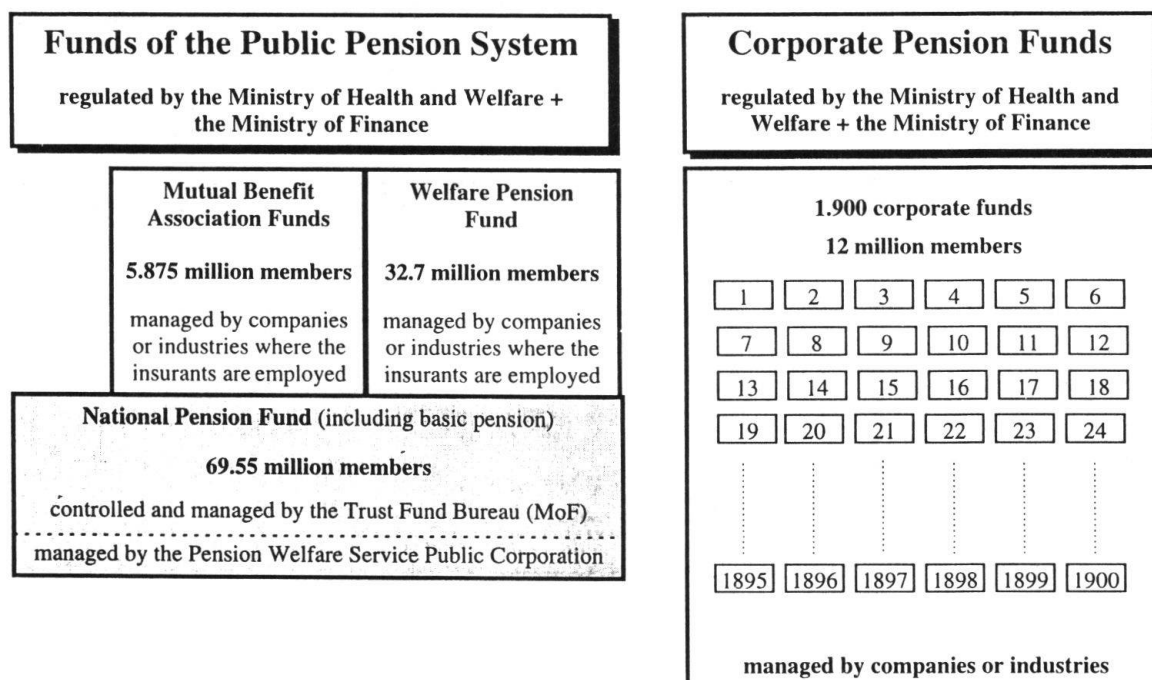 Funds of the Public Pension System
regulated by the Ministry of Health and Welfare +
the Ministry of Finance
Mutual Benefit
Association Funds
5.875 million members
managed by companies
or industries where the
insurants are employed
Welfare Pension
Fund
32.7 million members
managed by companies
or industries where the
insurants are employed
National Pension Fund (including basic pension)
69.55 million members
controlled and managed by the Trust Fund Bureau (MoF)
managed by the Pension Welfare Service Public Corporation
Corporate Pension Funds
regulated by the Ministry of Health and
Welfare + the Ministry of Finance
1.900 corporate funds
12 million members
1 2 3 4 5 6
7 8 9 10 11 12
13 14 15 16 17 18
19 20 21 22 23 24
1895 1896 1897 1898 1899 1900
managed by companies or industries